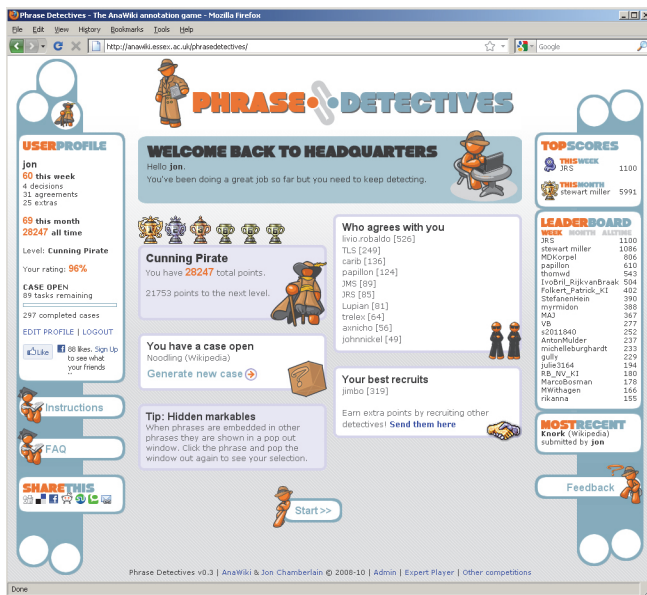 Phrase Detectives - The AnaWiki annotation game - Mozilla Firefox
File Edit View History Bookmarks Tools Help
http://anawiki.essex.ac.uk/phrasedetectives/
Google
PHRASE DETECTIVES
USERPROFILE
jon
60 this week
4 decisions
31 agreements
25 extras
69 this month
28247 all time
Level: Cunning Pirate
Your rating: 96%
CASE OPEN
89 tasks remaining
297 completed cases
EDIT PROFILE | LOGOUT
Like
88 likes. Sign Up
to see what
your friends
Instructions
FAQ
SHARETHIS
WELCOME BACK TO HEADQUARTERS
Hello jon.
You've been doing a great job so far but you need to keep detecting.
Cunning Pirate
You have 28247 total points.
21753 points to the next level.
You have a case open
Noodling (Wikipedia)
Generate new case
Tip: Hidden markables
When phrases are embedded in other
phrases they are shown in a pop out
window. Click the phrase and pop the
window out again to see your selection.
Who agrees with you
livio.robaldo [526]
TLS [249]
carib [136]
papillon [124]
JMS [89]
JRS [85]
Lupian [81]
trelex [64]
axnicho [56]
johnnickel [49]
Your best recruits
jimbo [319]
Earn extra points by recruiting other
detectives! Send them here
Start >>
TOPSCORES
THISWEEK
JRS 1100
THISMONTH
stewart miller 5991
LEADERBOARD
WEEK MONTH ALLTIME
JRS 1100
stewart miller 1086
MDKorpel 806
papillon 610
thomwd 543
IvoBril_RijkvanBraak 504
Folkert_Patrick_KI 402
StefanenHein 390
myrmidon 388
MAJ 367
VB 277
s2011840 252
AntonMulder 237
michelleburghardt 233
gully 229
julie3164 194
RB_NV_KI 180
MarcoBosman 178
MWithagen 166
rikanna 155
MOSTRECENT
Knork (Wikipedia)
submitted by jon
Feedback
Phrase Detectives v0.3 | AnaWiki & Jon Chamberlain © 2008-10 | Admin | Expert Player | Other competitions
Done